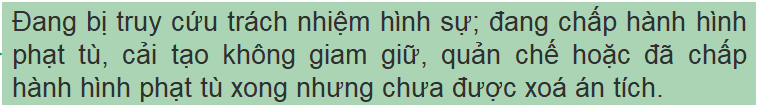 Đang bị truy cứu trách nhiệm hình sự; đang chấp hành hình
phạt tù, cải tạo không giam giữ, quản chế hoặc đã chấp
hành hình phạt tù xong nhưng chưa được xoá án tích.